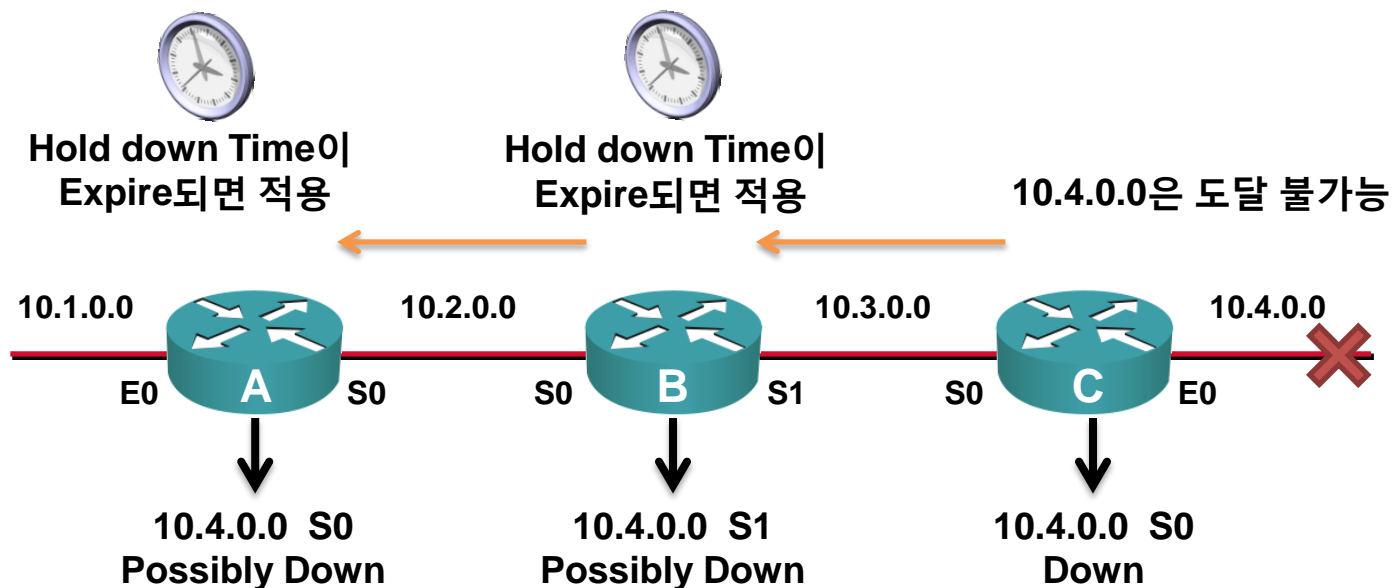 Hold down Time이
Expire되면 적용
Hold down Time이
Expire되면 적용
10.4.0.0은 도달 불가능
10.1.0.0
10.2.0.0
10.3.0.0
10.4.0.0
E0
A
S0
S0
B
S1
S0
C
E0
10.4.0.0 S0
Possibly Down
10.4.0.0 S1
Possibly Down
10.4.0.0 S0
Down